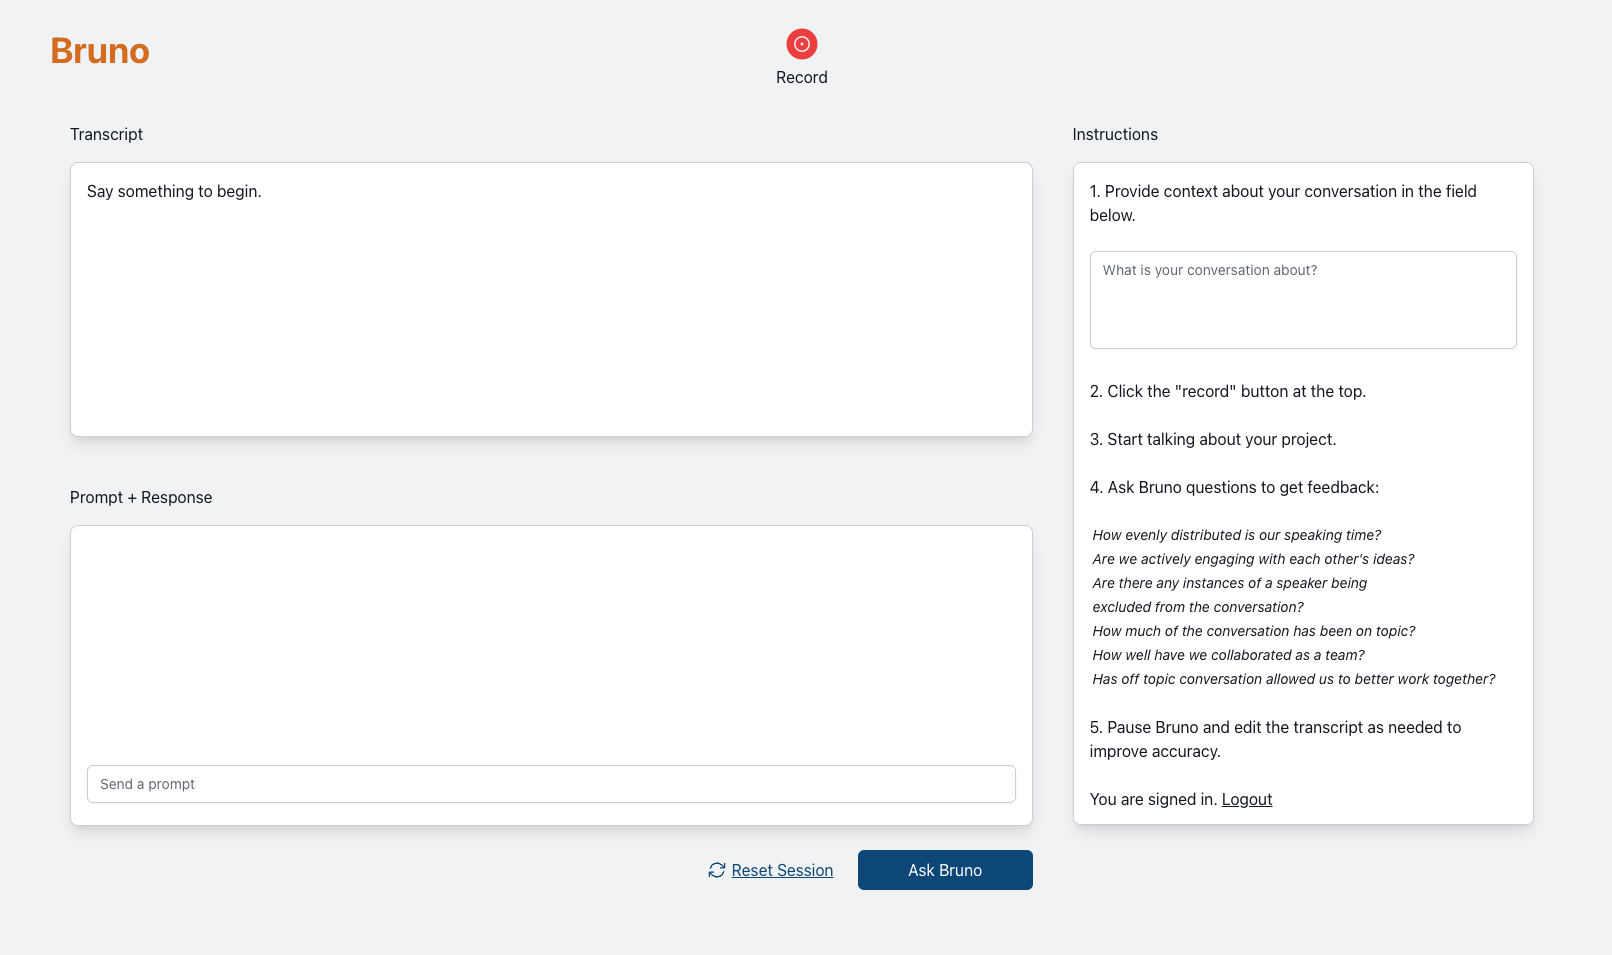 Bruno
Record
Transcript
Say something to begin.
Prompt + Response
Send a prompt
Reset Session
Ask Bruno
Instructions
1. Provide context about your conversation in the field
below.
What is your conversation about?
2. Click the "record" button at the top.
3. Start talking about your project.
4. Ask Bruno questions to get feedback:
How evenly distributed is our speaking time?
Are we actively engaging with each other's ideas?
Are there any instances of a speaker being
excluded from the conversation?
How much of the conversation has been on topic?
How well have we collaborated as a team?
Has off topic conversation allowed us to better work together?
5. Pause Bruno and edit the transcript as needed to
improve accuracy.
You are signed in. Logout